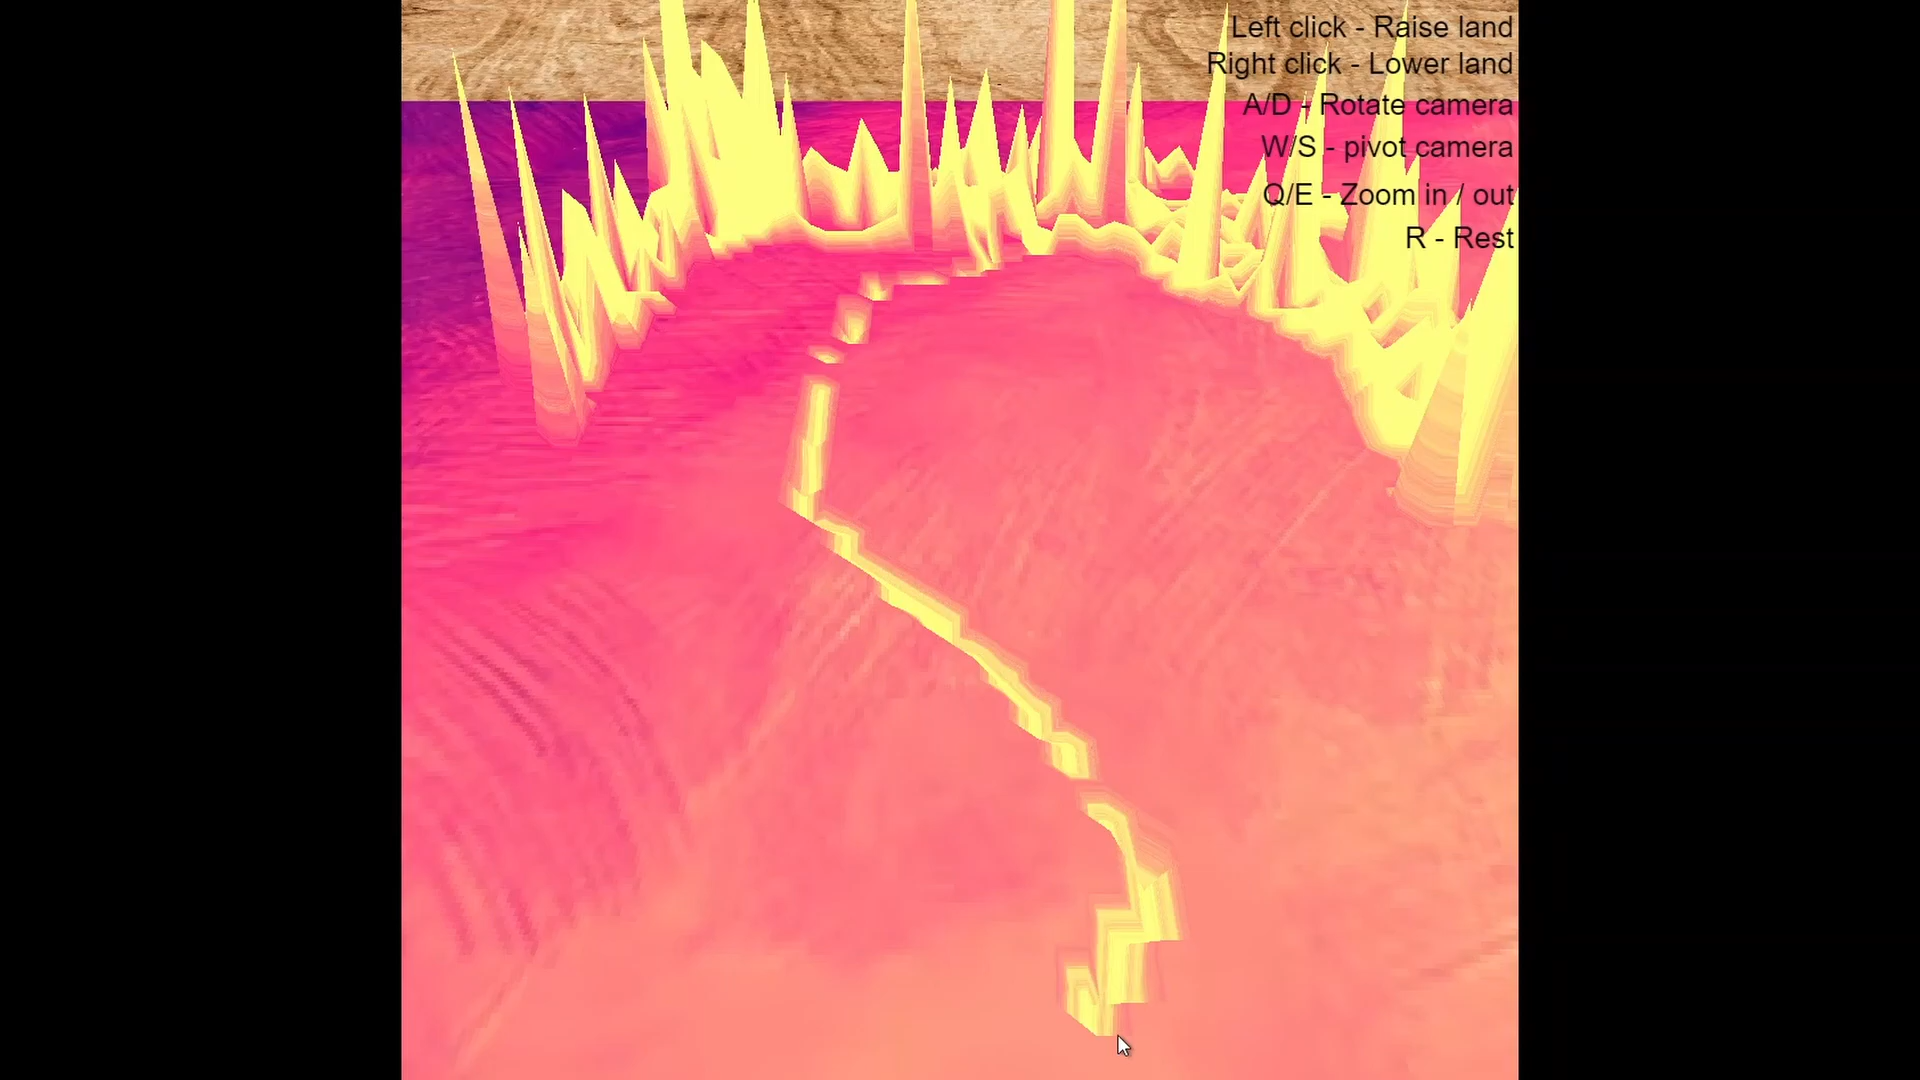 Left click - Raise land
Right click - Lower land
A/D - Rotate camera
W/S - pivot camera
Q/E - Zoom in / out
R - Rest